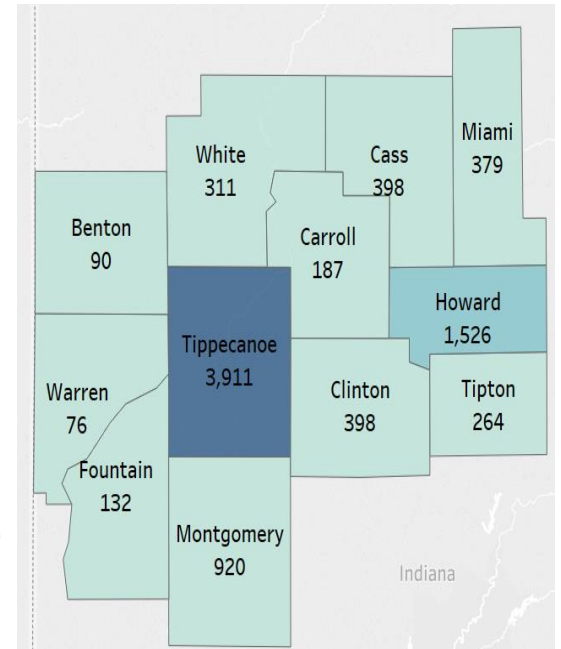 Miami
379
White
311
Cass
398
Benton
90
Carroll
187
Howard
1,526
Tippecanoe
3,911
Warren
76
Clinton
398
Tipton
264
Fountain
132
Montgomery
920
Indiana